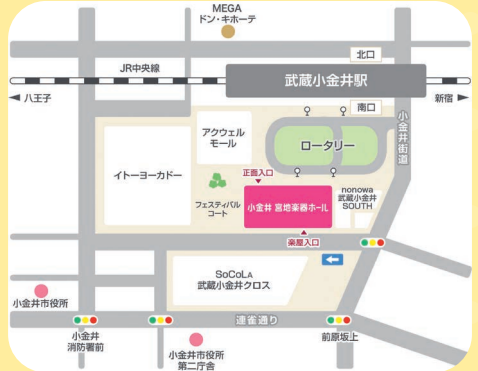 MEGA
ドン・キホーテ
北口
JR中央線
武蔵小金井駅
八王子
新宿
南口
小金井街道
アクウェル
モール
ロータリー
イトーヨーカドー
正面入口
nonowa
武蔵小金井
SOUTH
フェスティバル
コート
小金井 宮地楽器ホール
楽屋入口
SoCoLA
武蔵小金井クロス
小金井市役所
連雀通り
小金井
消防署前
前原坂上
小金井市役所
第二庁舎